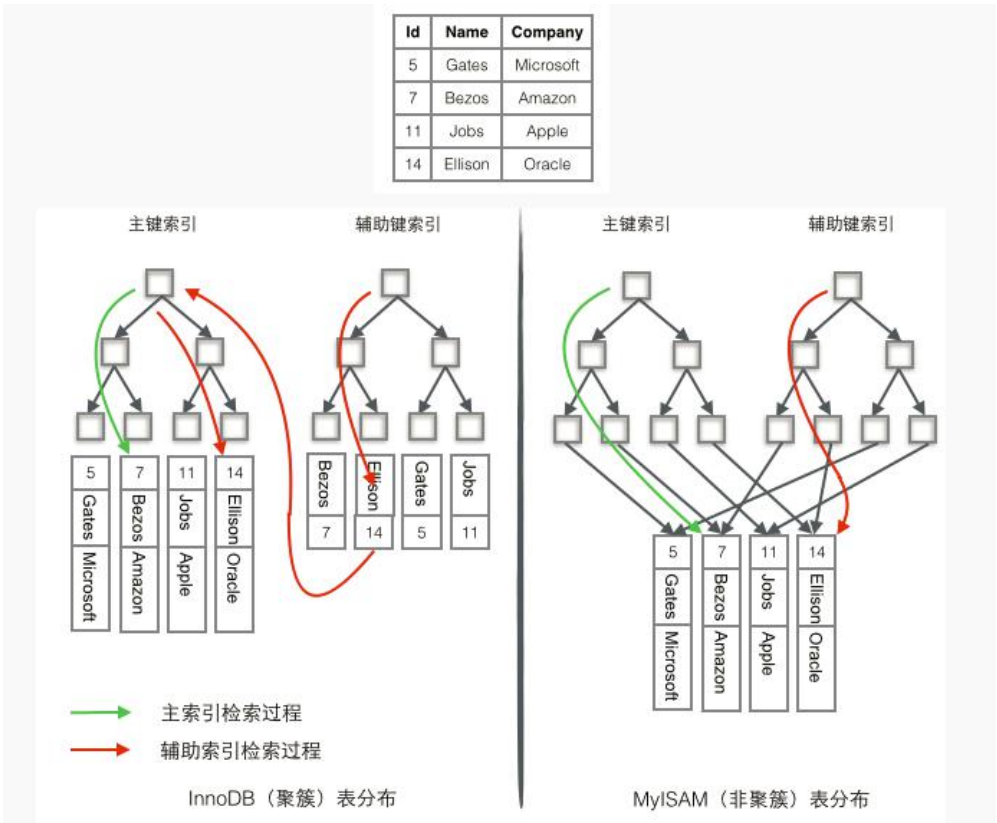 Id Name Company
5 Gates Microsoft
7 Bezos Amazon
11 Jobs Apple
14 Ellison Oracle
主键索引 辅助键索引 主键索引 辅助键索引
5 7 11 14
Gates Bezos Jobs Ellison
Microsoft Amazon Apple Oracle
Bezos Ellison Gates Jobs
7 14 5 11
5 7 11 14
Gates Bezos Jobs Ellison
Microsoft Amazon Apple Oracle
主索引检索过程
辅助索引检索过程
InnoDB（聚簇）表分布 MyISAM（非聚簇）表分布